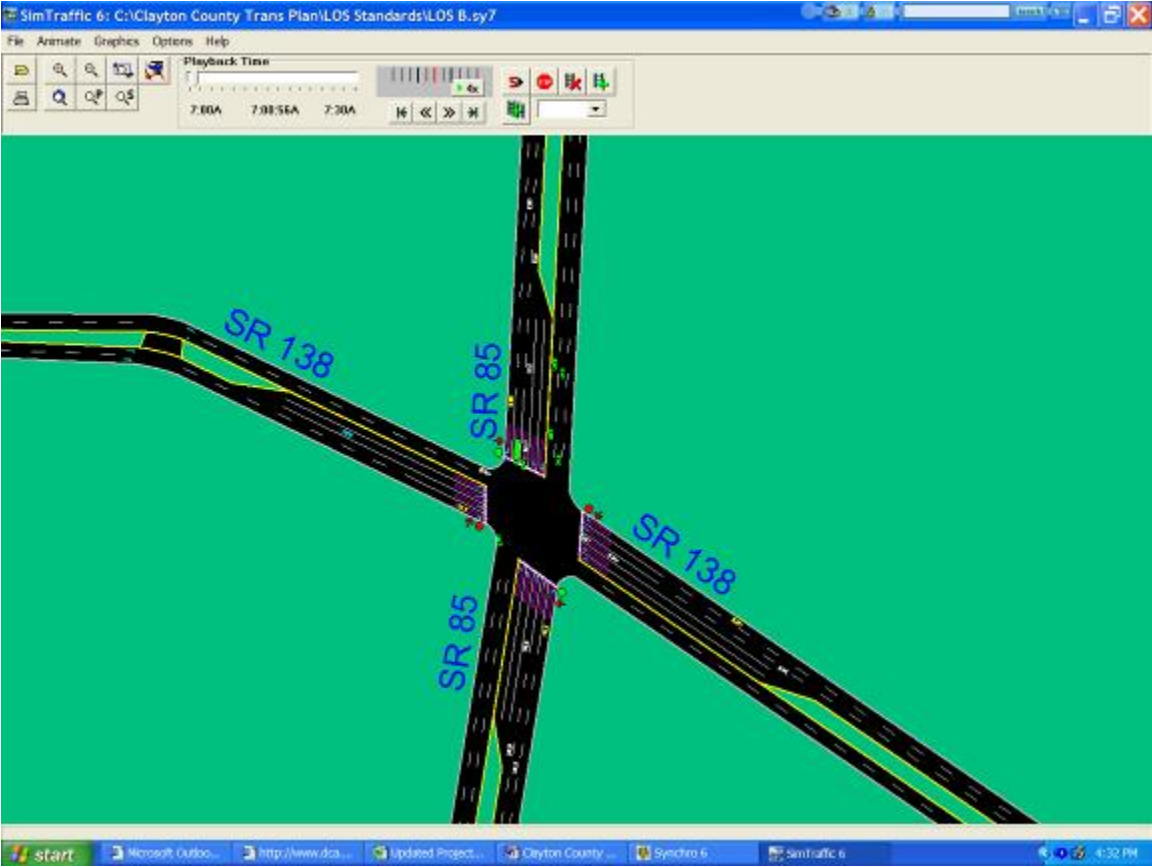 SimTraffic 6: C:\Clayton County Trans Plan\LOS Standards\LOS B.sy7
File Animate Graphics Options Help
Playback Time
4x
7:00A 7:00:56A 7:30A
SR 138
SR 85
SR 138
SR 85
start
Microsoft Outloo...
http://www.dca...
Updated Project...
Clayton County ...
Synchro 6
SimTraffic 6
4:32 PM